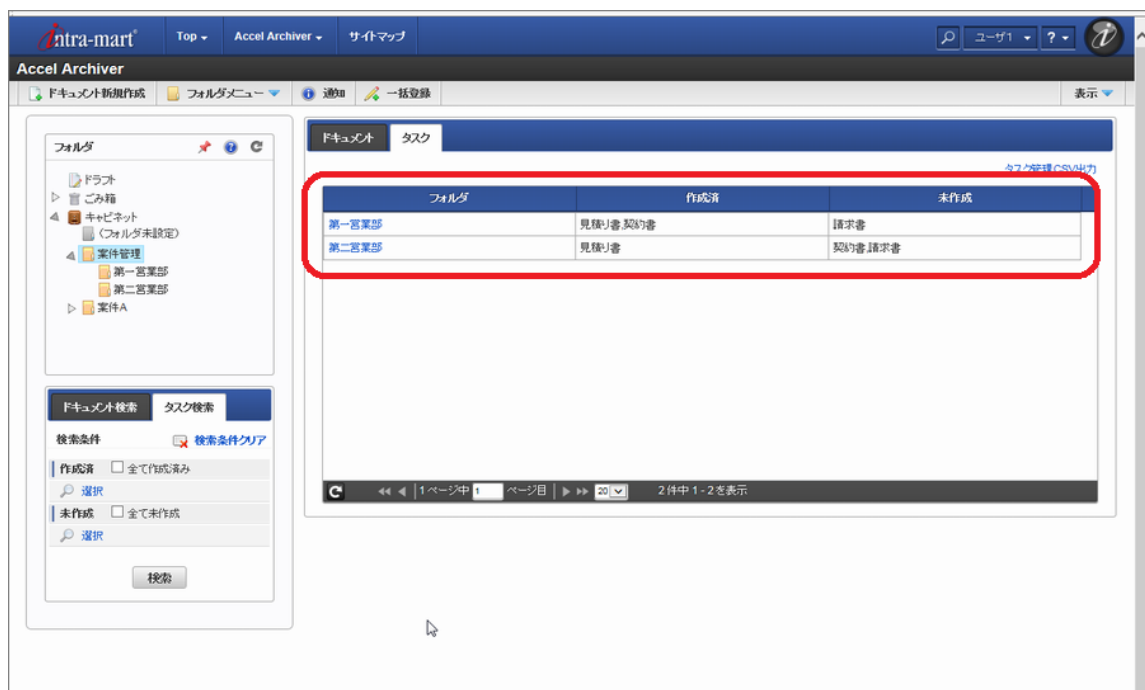 intra-mart Top サイトマップ Accel Archiver ユーザ1 ?
Accel Archiver
ドキュメント新規作成 フォルダメニュー 通知 一括登録 表示
フォルダ
ドラフト
ごみ箱
キャビネット
(フォルダ未設定)
案件管理
第一営業部
第二営業部
案件A
ドキュメント検索 タスク検索
検索条件 検索条件クリア
作成済 全て作成済み
選択
未作成 全て未作成
選択
検索
ドキュメント タスク
タスク管理CSV出力
フォルダ 作成済 未作成
第一営業部 見積り書,契約書 請求書
第二営業部 見積り書 契約書,請求書
1 ページ中 1 ページ目 20 2 件中 1 - 2 を表示